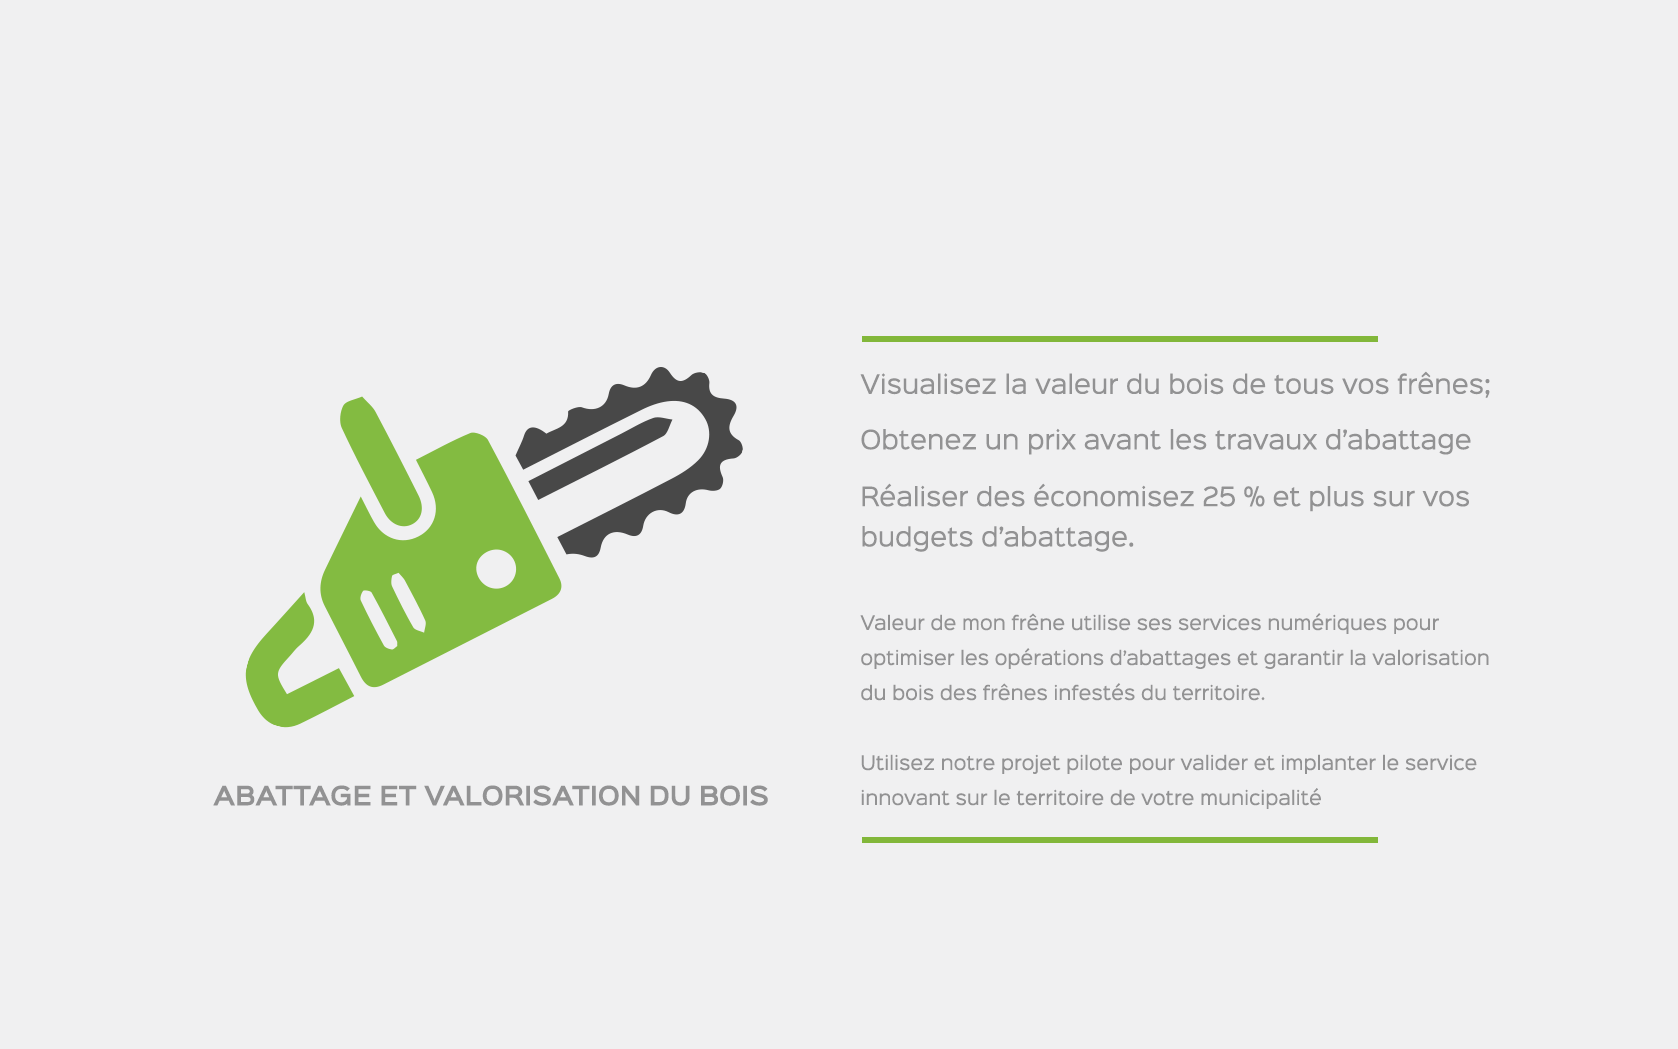 ABATTAGE ET VALORISATION DU BOIS
Visualisez la valeur du bois de tous vos frênes;
Obtenez un prix avant les travaux d’abattage
Réaliser des économisez 25 % et plus sur vos
budgets d’abattage.
Valeur de mon frêne utilise ses services numériques pour
optimiser les opérations d’abattages et garantir la valorisation
du bois des frênes infestés du territoire.
Utilisez notre projet pilote pour valider et implanter le service
innovant sur le territoire de votre municipalité